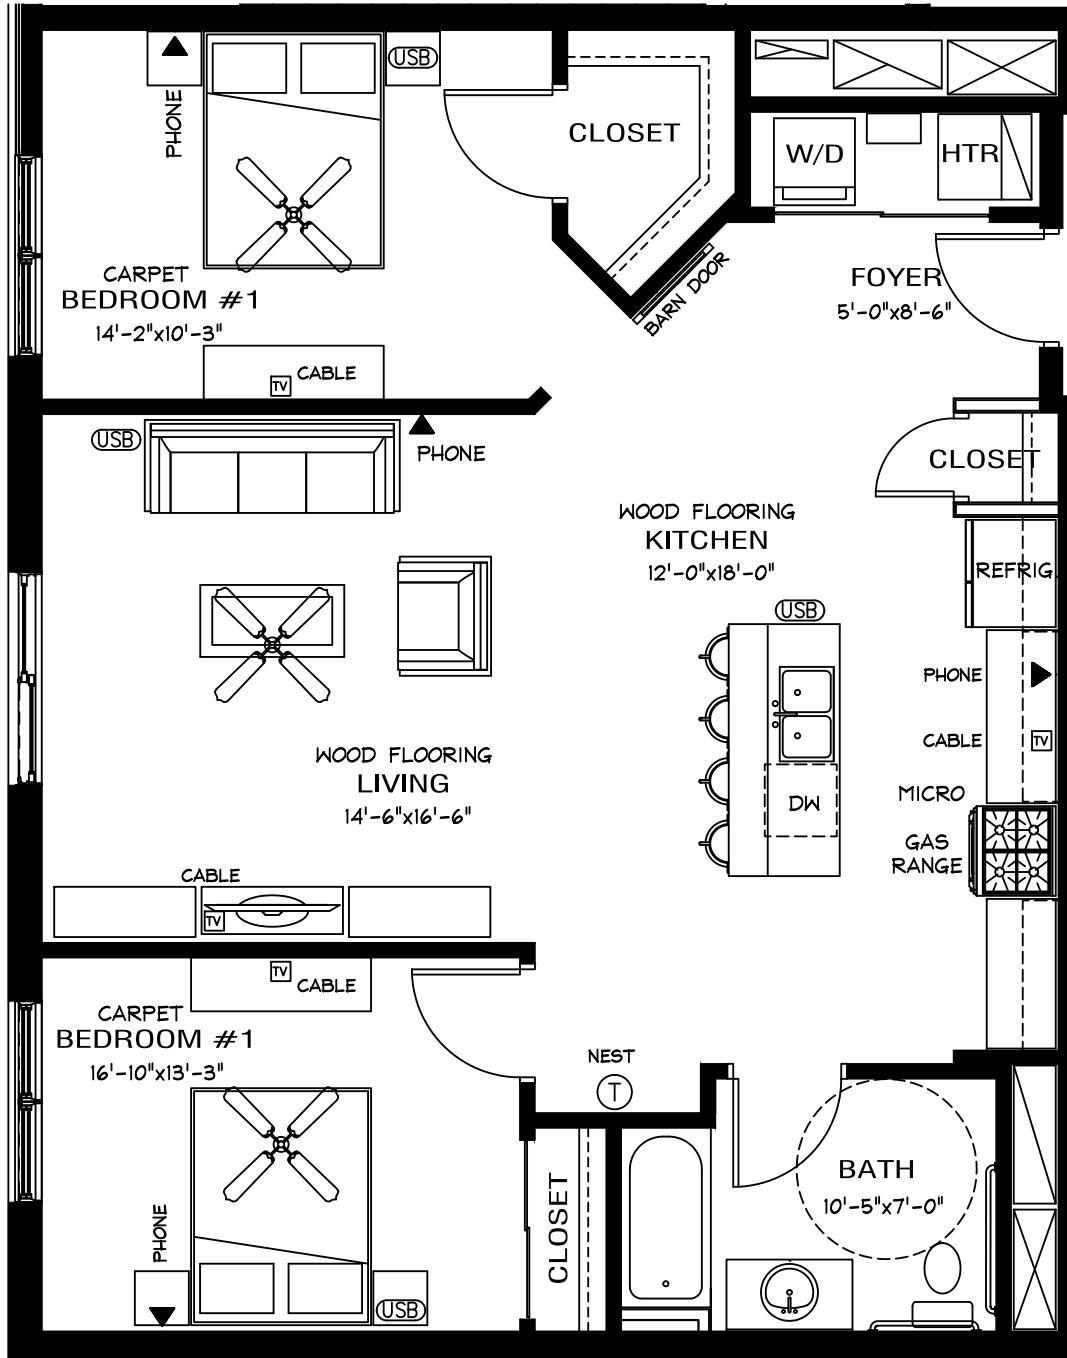 USB
PHONE
CLOSET
W/D
HTR
CARPET
BEDROOM #1
14'-2"x10'-3"
BARN DOOR
FOYER
5'-0"x8'-6"
TV
CABLE
USB
PHONE
CLOSET
WOOD FLOORING
KITCHEN
12'-0"x18'-0"
REFRIG.
USB
PHONE
CABLE
TV
WOOD FLOORING
LIVING
14'-6"x16'-6"
DW
MICRO
GAS
RANGE
CABLE
TV
TV
CABLE
CARPET
BEDROOM #1
16'-10"x13'-3"
NEST
T
BATH
10'-5"x7'-0"
PHONE
CLOSET
USB